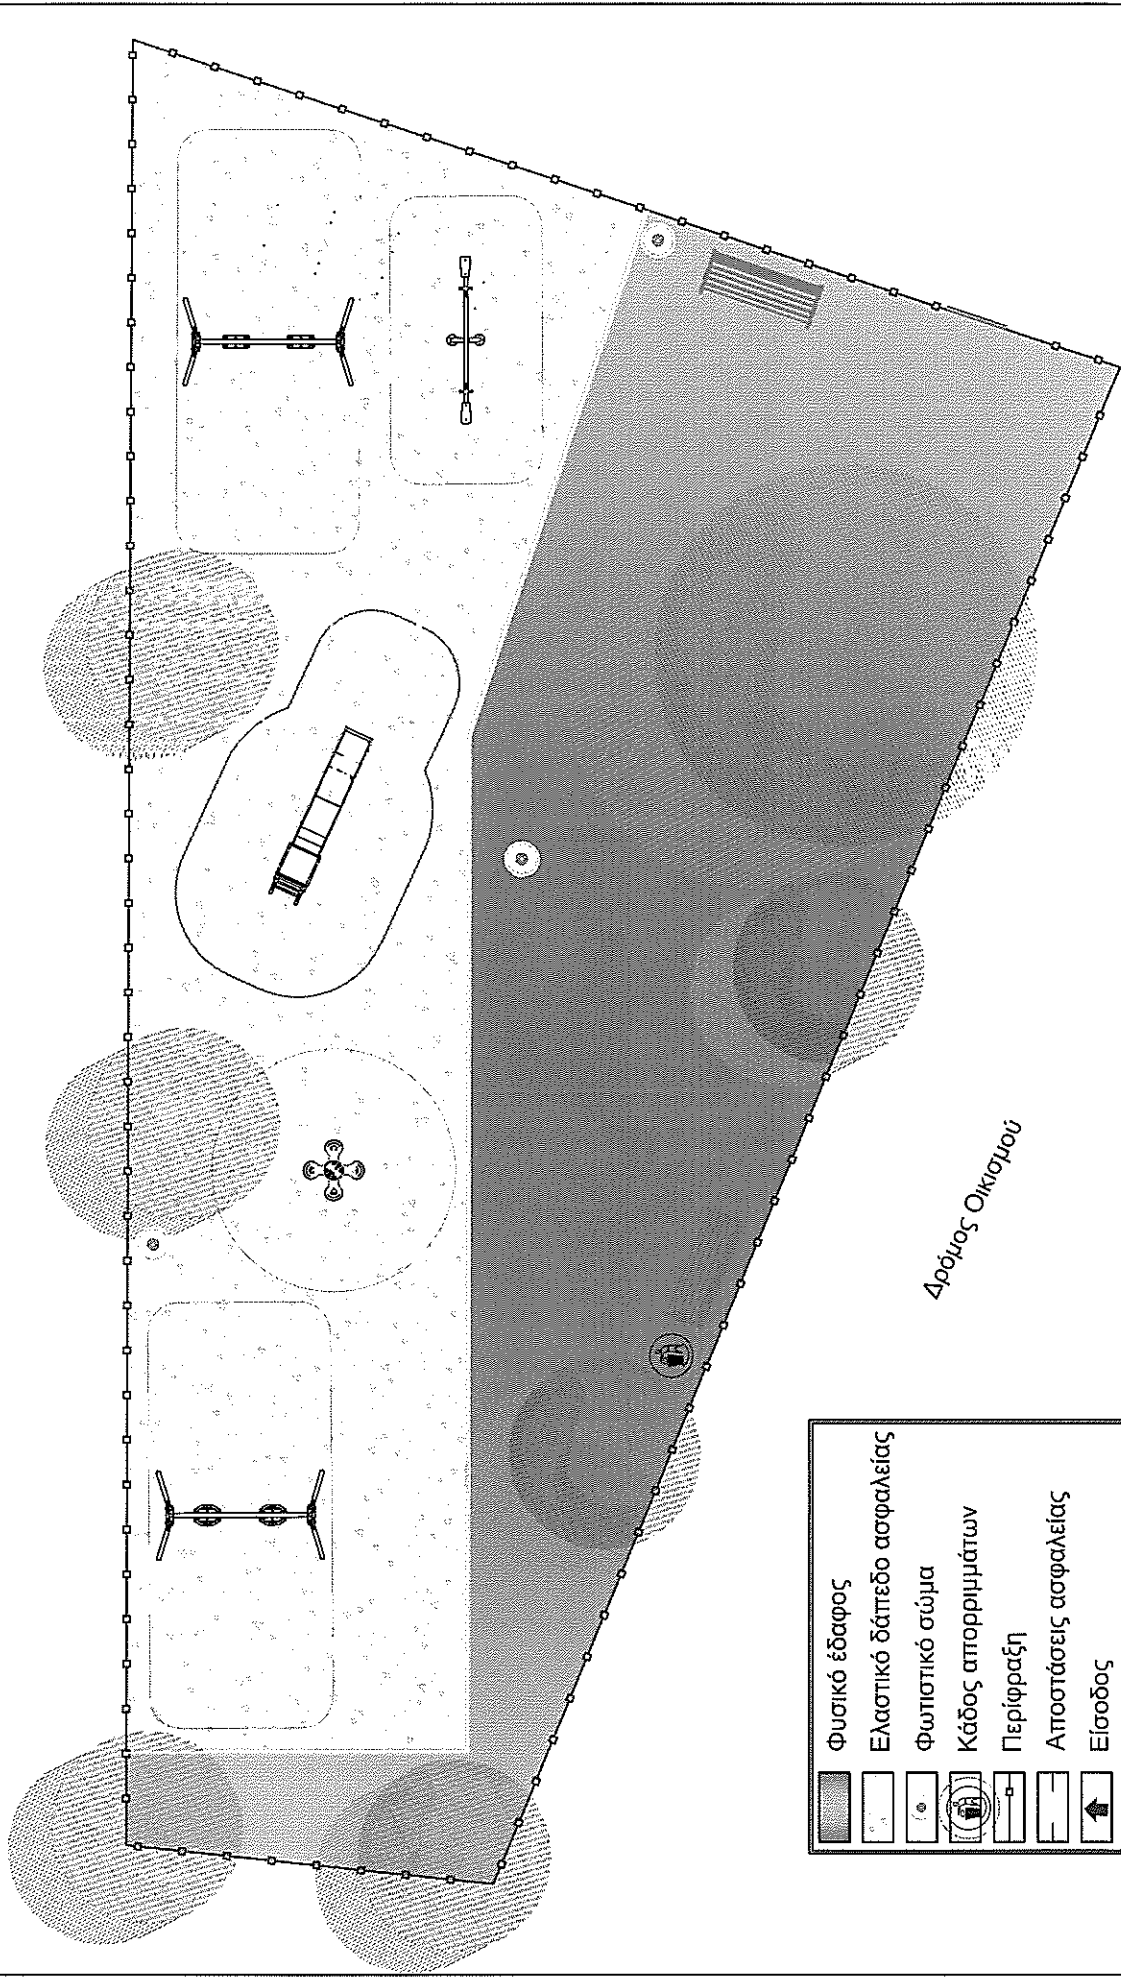 Δρόμος Οικισμού
Φυσικό έδαφος
Ελαστικό δάπεδο ασφαλείας
Φωτιστικό σώμα
Κάδος απορριμμάτων
Περίφραξη
Αποστάσεις ασφαλείας
Είσοδος